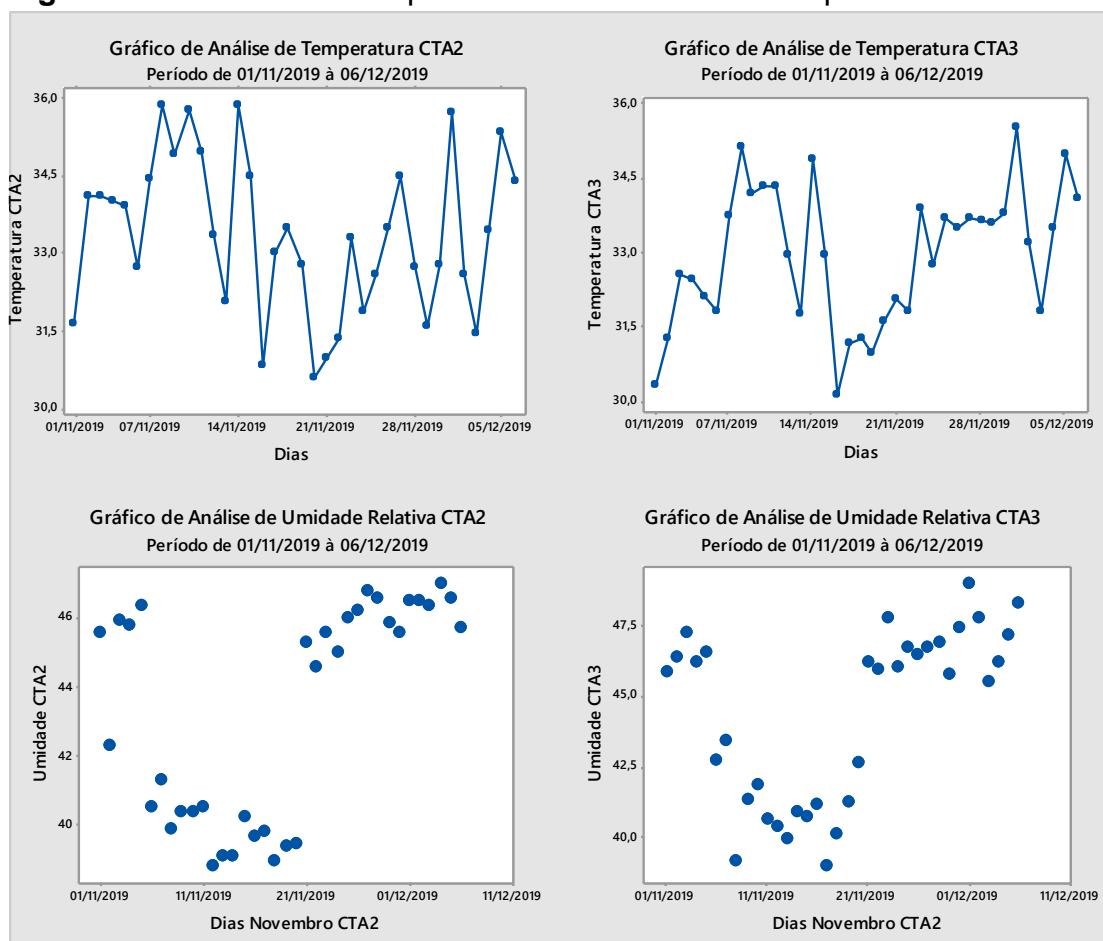 Gráfico de Análise de Temperatura CTA2
Período de 01/11/2019 à 06/12/2019
36,0
34,5
33,0
31,5
30,0
Temperatura CTA2
01/11/2019 07/11/2019 14/11/2019 21/11/2019 28/11/2019 05/12/2019
Dias
Gráfico de Análise de Temperatura CTA3
Período de 01/11/2019 à 06/12/2019
36,0
34,5
33,0
31,5
30,0
Temperatura CTA3
01/11/2019 07/11/2019 14/11/2019 21/11/2019 28/11/2019 05/12/2019
Dias
Gráfico de Análise de Umidade Relativa CTA2
Período de 01/11/2019 à 06/12/2019
46
44
42
40
Umidade CTA2
01/11/2019 11/11/2019 21/11/2019 01/12/2019 11/12/2019
Dias Novembro CTA2
Gráfico de Análise de Umidade Relativa CTA3
Período de 01/11/2019 à 06/12/2019
47,5
45,0
42,5
40,0
Umidade CTA3
01/11/2019 11/11/2019 21/11/2019 01/12/2019 11/12/2019
Dias Novembro CTA2